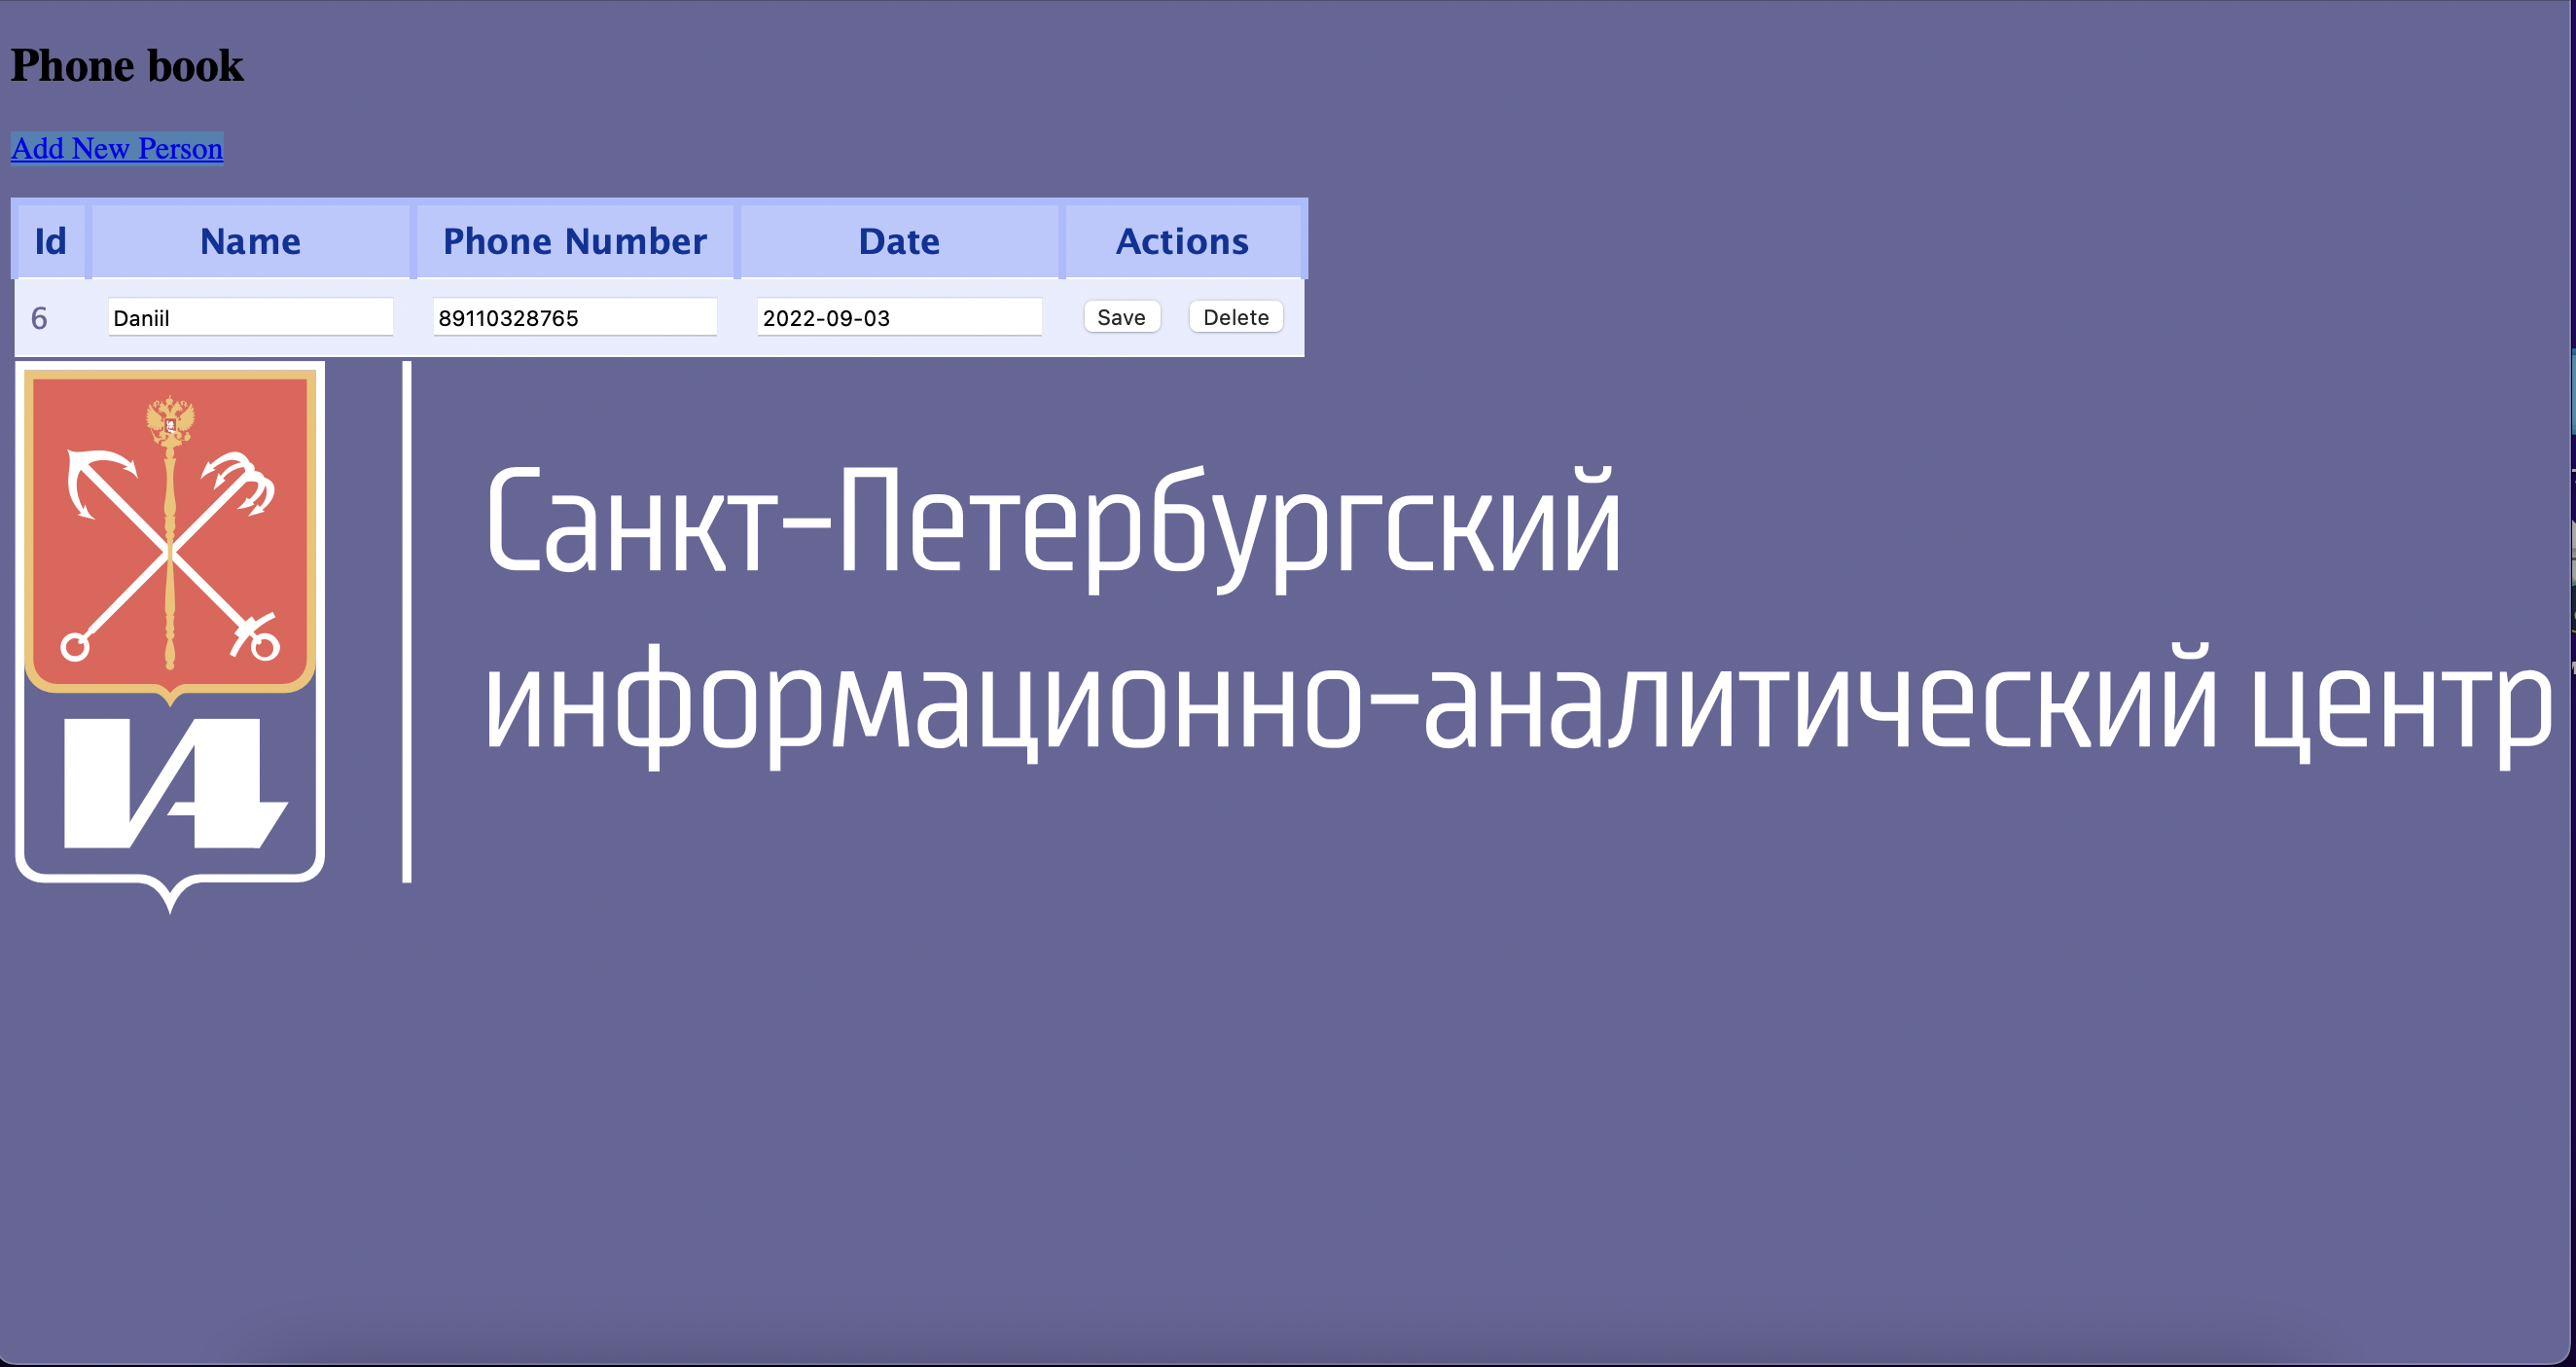 Phone book
Add New Person
Id Name Phone Number Date Actions
6 Daniil 89110328765 2022-09-03 Save Delete
Санкт-Петербургский
информационно-аналитический центр
ИАЦ